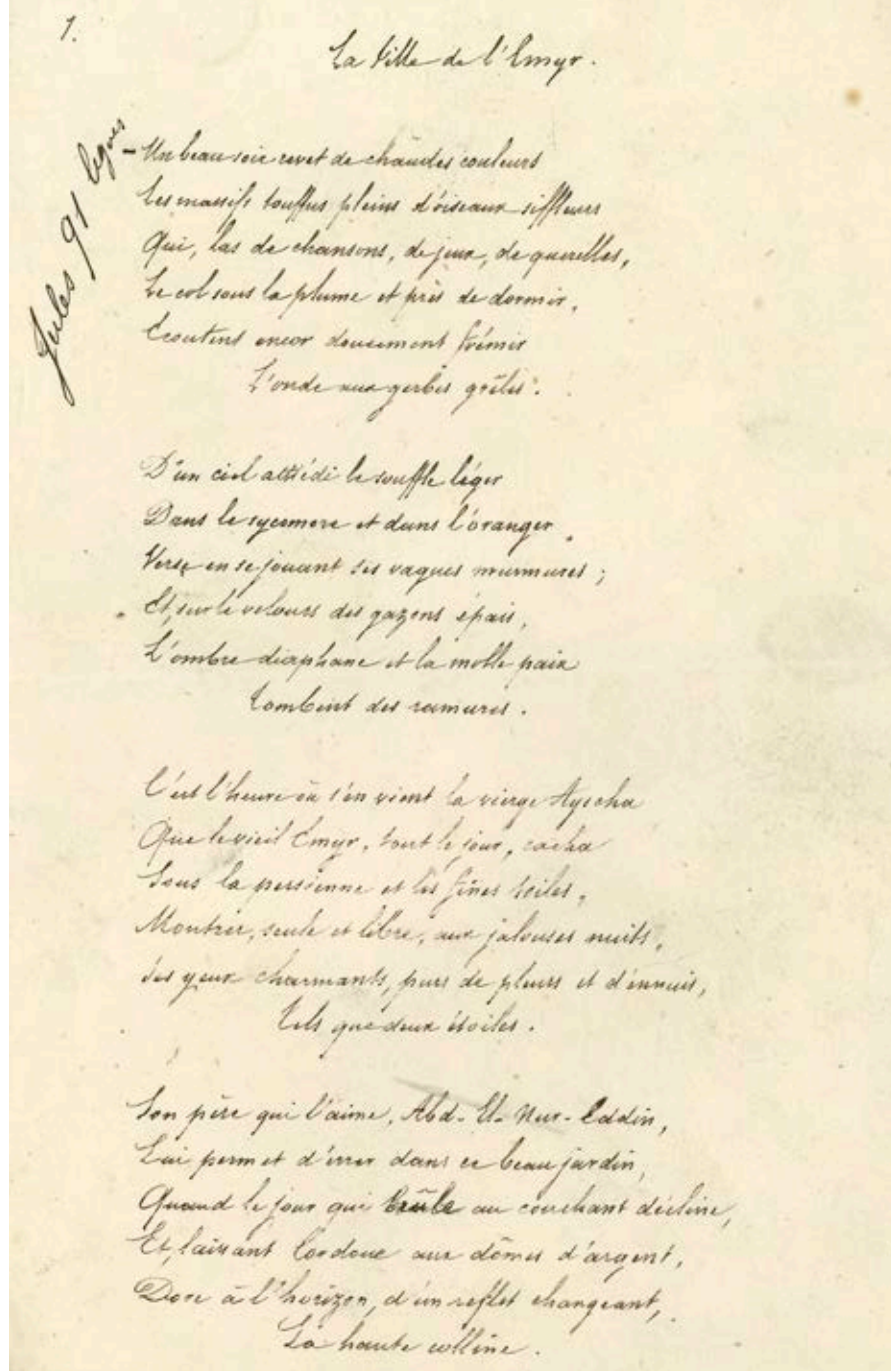 1.
La fille de l'Emyr.
Jules 91 lignes
- Un beau soir revet de chaudes couleurs
Les massifs touffus pleins d'oiseaux siffleurs
Qui, las de chansons, de jeux, de querelles,
Le col sous la plume et près de dormir,
Écoutent encor doucement frémir
L'onde aux gerbes grêles.
D'un ciel attiédi le souffle léger
Dans le sycomore et dans l'oranger
Verse en se jouant ses vagues murmures ;
Et, sur le velours des gazons épais,
L'ombre diaphane et la molle paix
Tombent des ramures.
C'est l'heure où s'en vient la vierge Ayscha
Que le vieil Emyr, tout le jour, cacha
Sous la persienne et les fines toiles,
Montrer, seule et libre, aux jalouses nuits,
Ses yeux charmants, purs de pleurs et d'ennuis,
Tels que deux étoiles.
Son père qui l'aime, Abd-El-Nur-Eddin,
Lui permet d'errer dans ce beau jardin,
Quand le jour qui brûle au couchant décline,
Et, laissant Cordoue aux dômes d'argent,
Dore à l'horizon, d'un reflet changeant,
La haute colline.